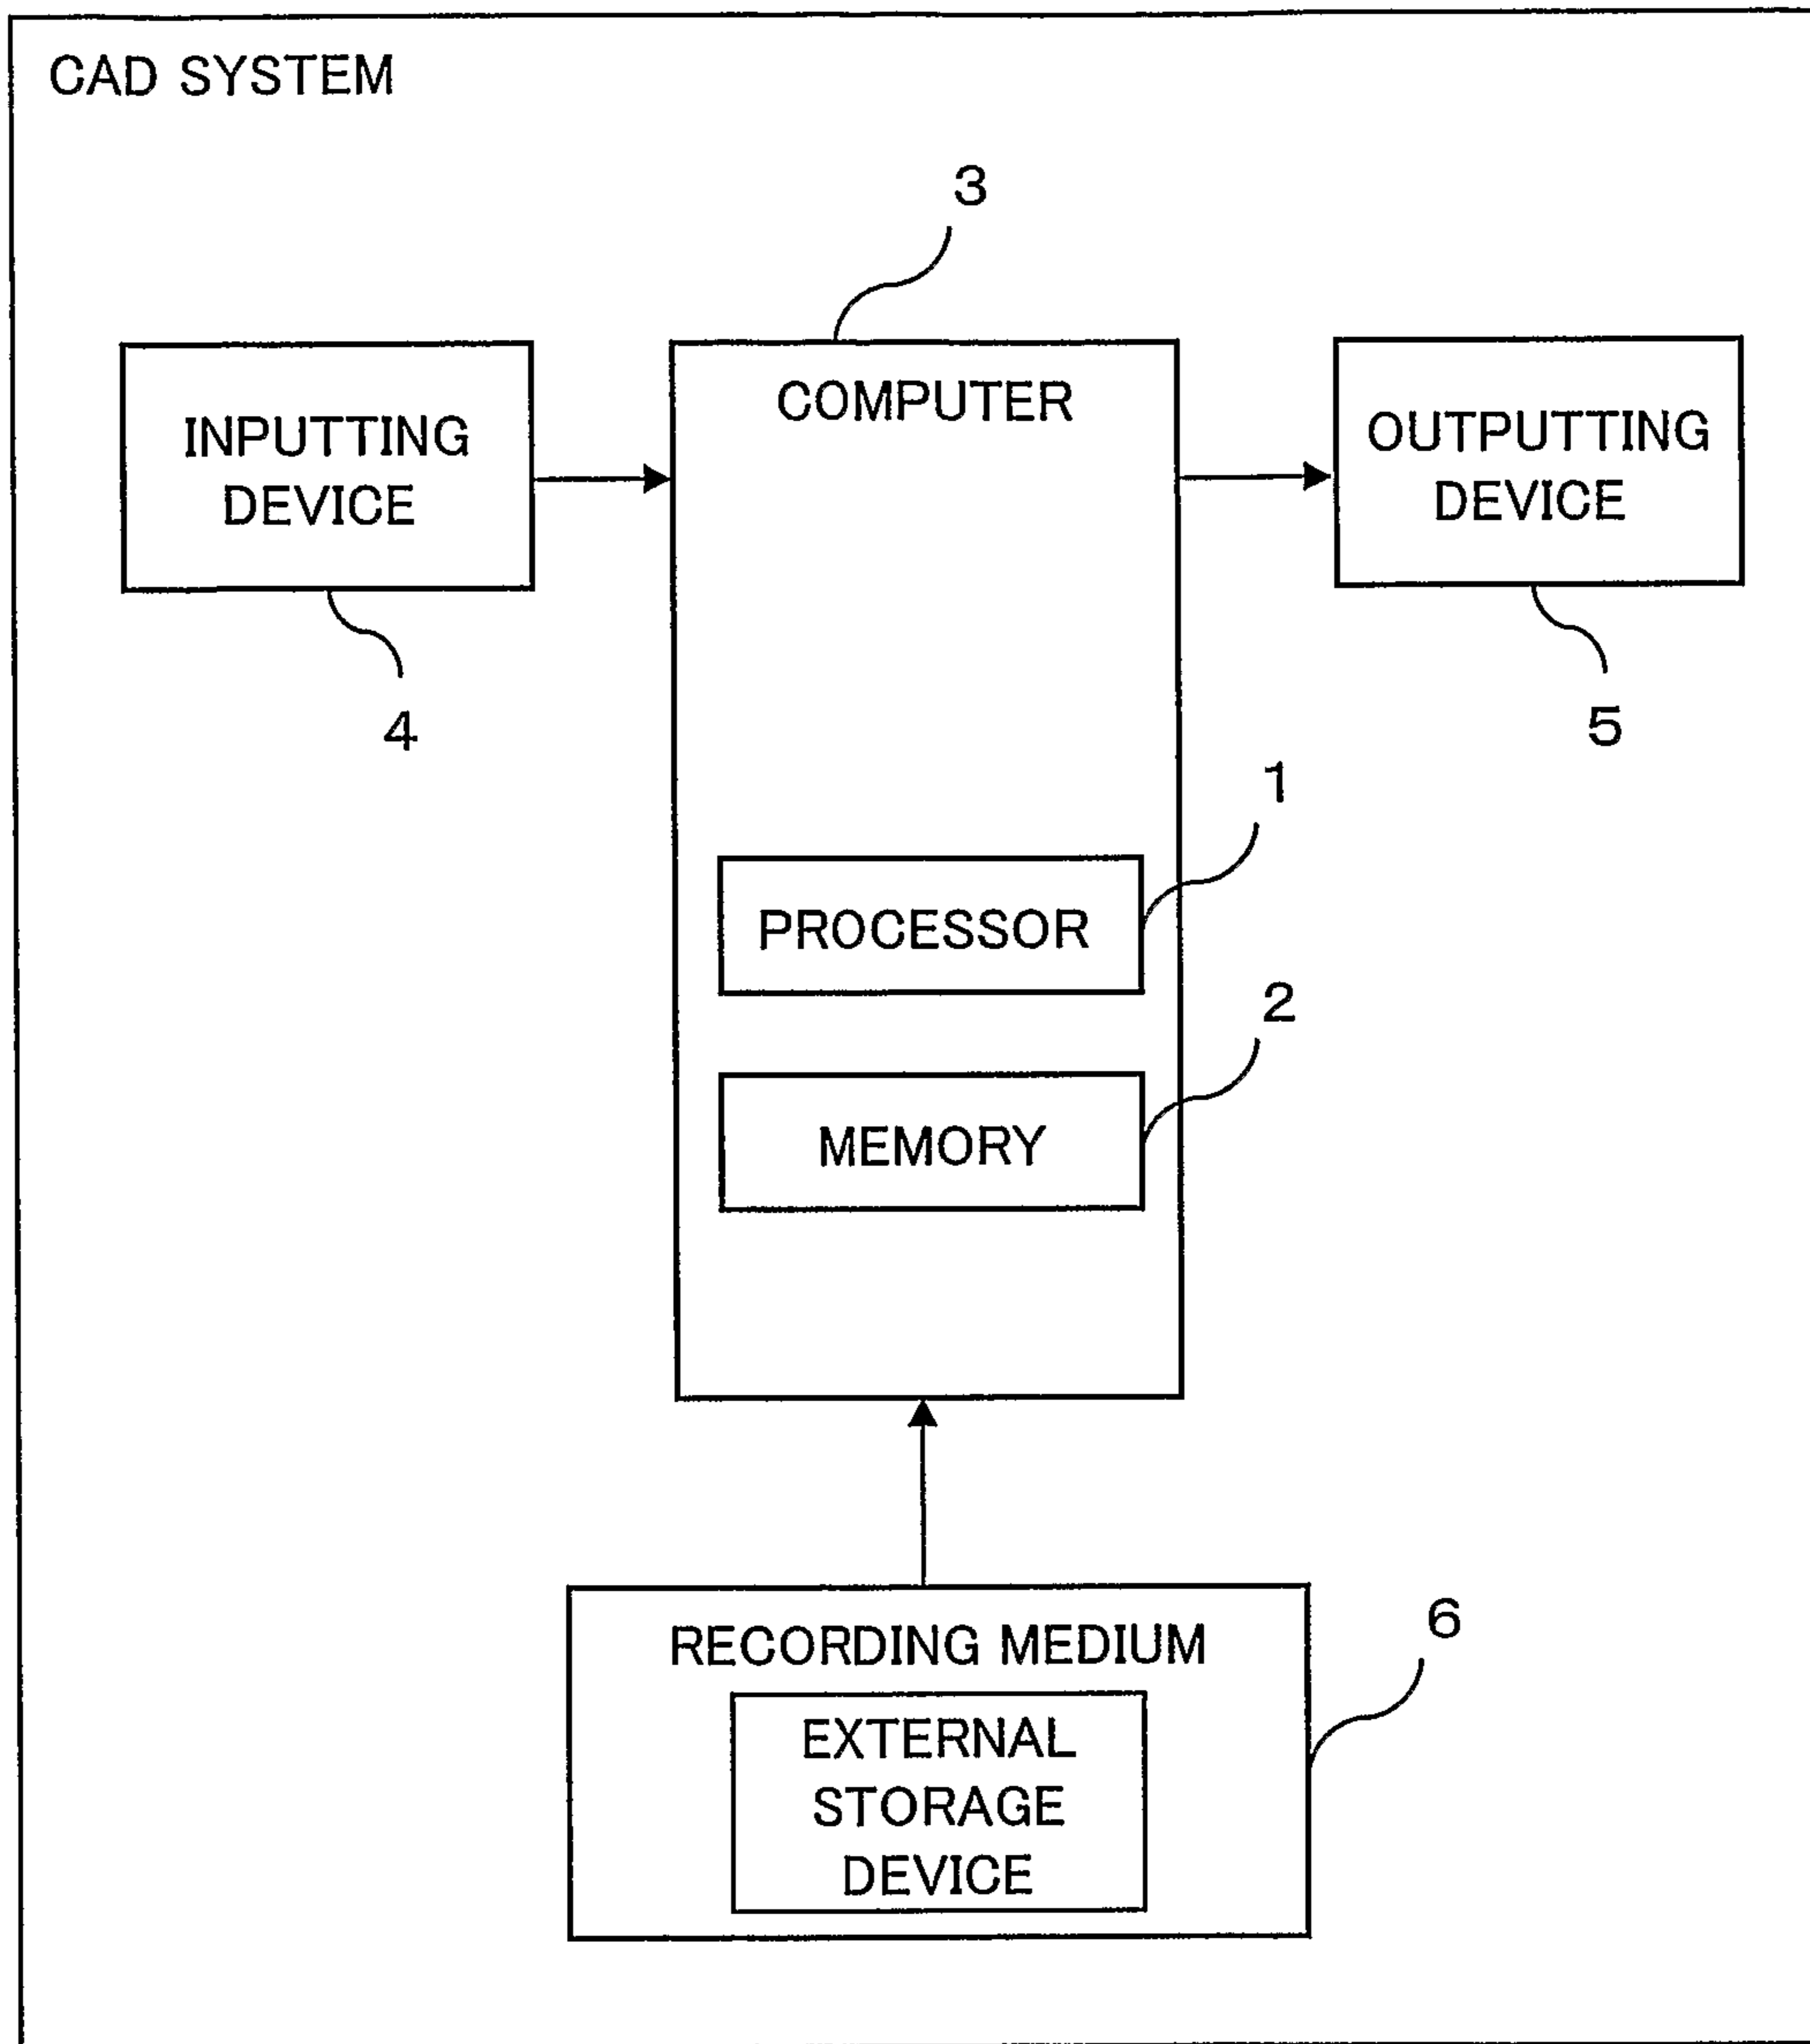 CAD SYSTEM
3
INPUTTING
DEVICE
4
COMPUTER
OUTPUTTING
DEVICE
5
1
PROCESSOR
2
MEMORY
RECORDING MEDIUM
6
EXTERNAL
STORAGE
DEVICE